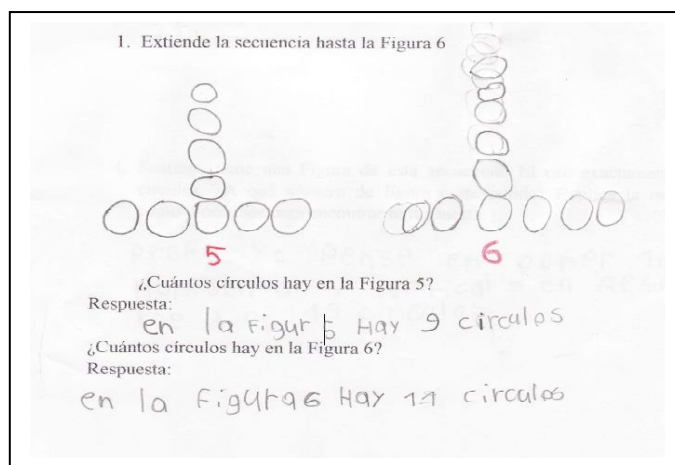 1. Extiende la secuencia hasta la Figura 6
5
6
¿Cuántos círculos hay en la Figura 5?
Respuesta:
en la Figur 5 Hay 9 circulos
¿Cuántos círculos hay en la Figura 6?
Respuesta:
en la Figura 6 Hay 11 circulos